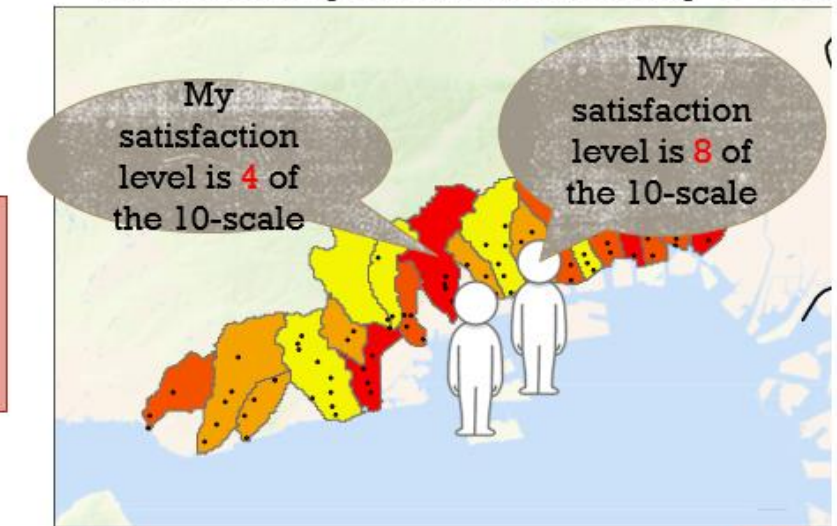 My
satisfaction
level is 4 of
the 10-scale
My
satisfaction
level is 8 of
the 10-scale